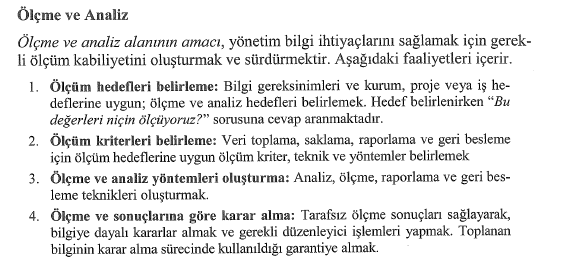 Ölçme ve Analiz
Ölçme ve analiz alanının amacı, yönetim bilgi ihtiyaçlarını sağlamak için gerek-
li ölçüm kabiliyetini oluşturmak ve sürdürmektir. Aşağıdaki faaliyetleri içerir.
1. Ölçüm hedefleri belirleme: Bilgi gereksinimleri ve kurum, proje veya iş he-
deflerine uygun; ölçme ve analiz hedefleri belirlemek. Hedef belirlenirken “Bu
değerleri niçin ölçüyoruz?” sorusuna cevap aranmaktadır.
2. Ölçüm kriterleri belirleme: Veri toplama, saklama, raporlama ve geri besleme
için ölçüm hedeflerine uygun ölçüm kriter, teknik ve yöntemler belirlemek
3. Ölçme ve analiz yöntemleri oluşturma: Analiz, ölçme, raporlama ve geri bes-
leme teknikleri oluşturmak.
4. Ölçme ve sonuçlarına göre karar alma: Tarafsız ölçme sonuçları sağlayarak,
bilgiye dayalı kararlar almak ve gerekli düzenleyici işlemleri yapmak. Toplanan
bilginin karar alma sürecinde kullanıldığı garantiye almak.